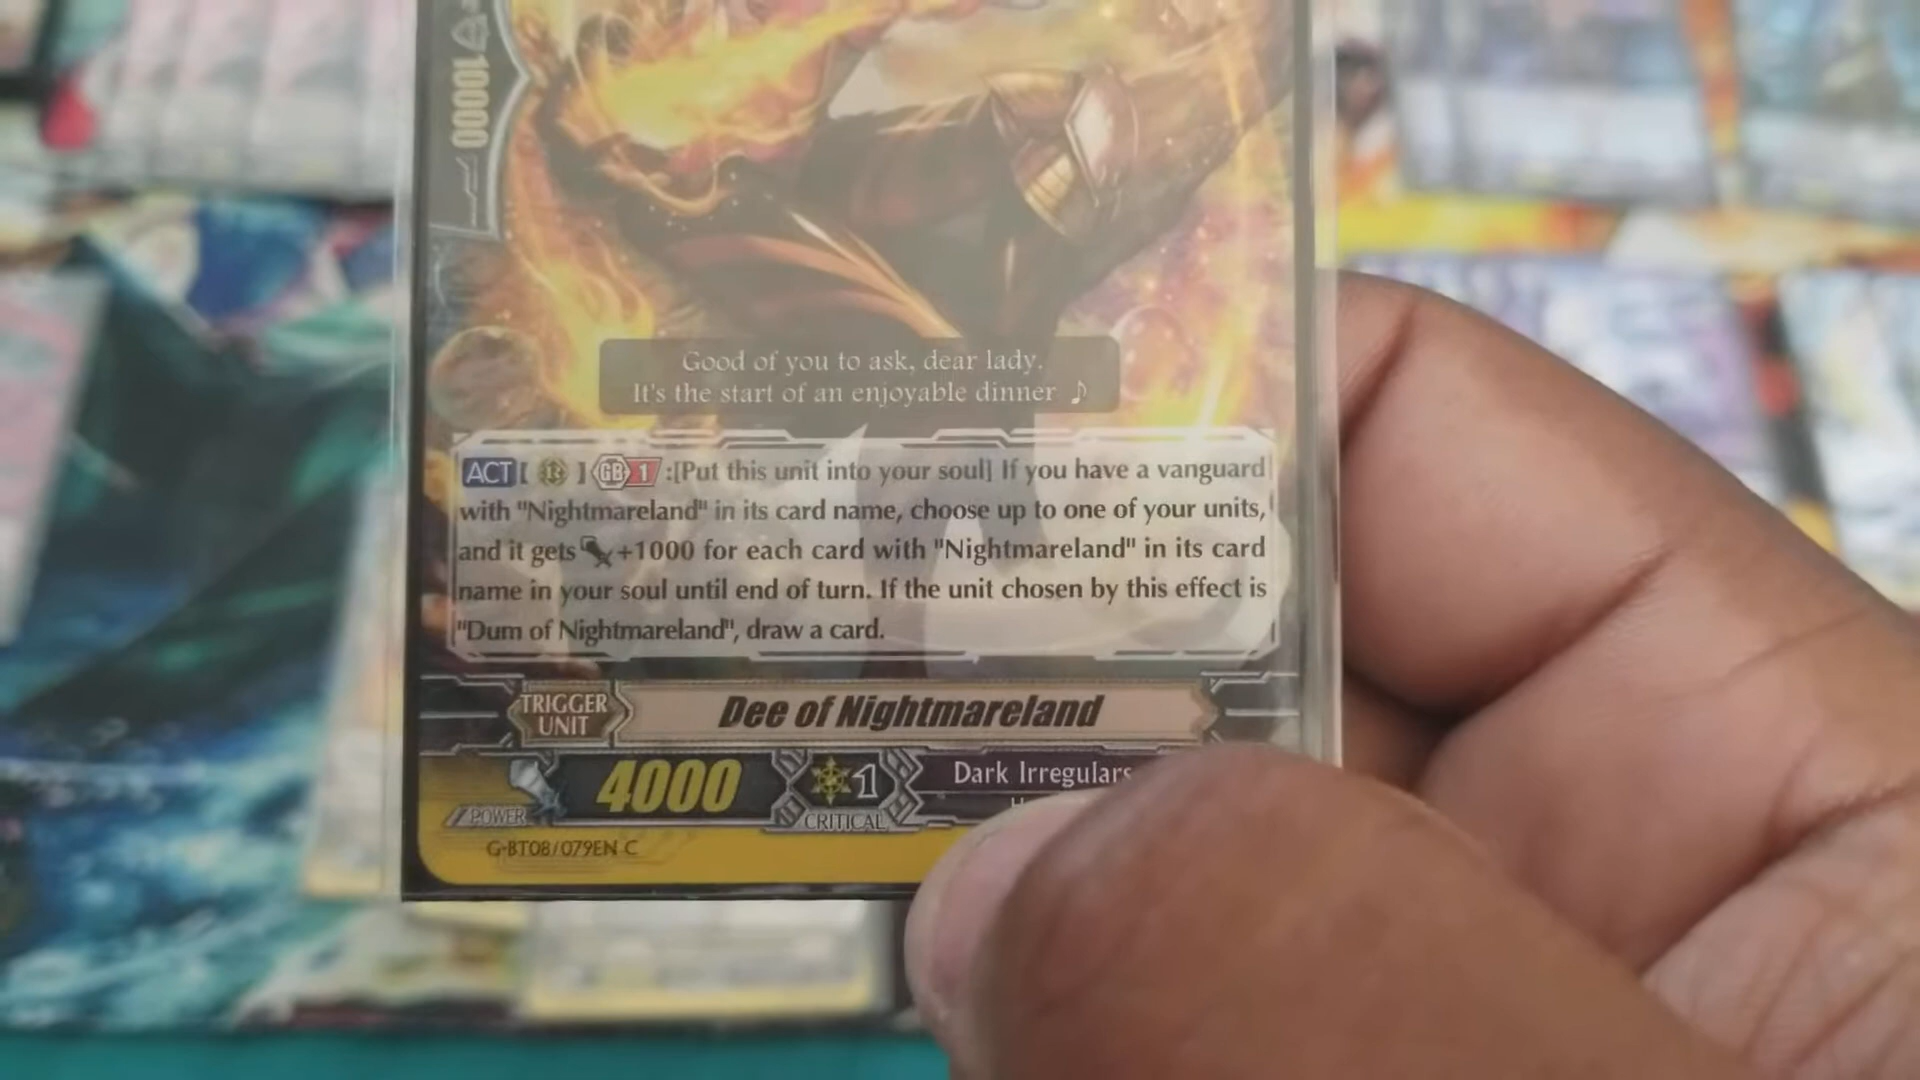 10000
Good of you to ask, dear lady.
It's the start of an enjoyable dinner ♪
ACT [ ] GB 1 :[Put this unit into your soul] If you have a vanguard
with "Nightmareland" in its card name, choose up to one of your units,
and it gets +1000 for each card with "Nightmareland" in its card
name in your soul until end of turn. If the unit chosen by this effect is
"Dum of Nightmareland", draw a card.
TRIGGER
UNIT
Dee of Nightmareland
POWER
4000
1
CRITICAL
Dark Irregulars
G-BT08/079EN C